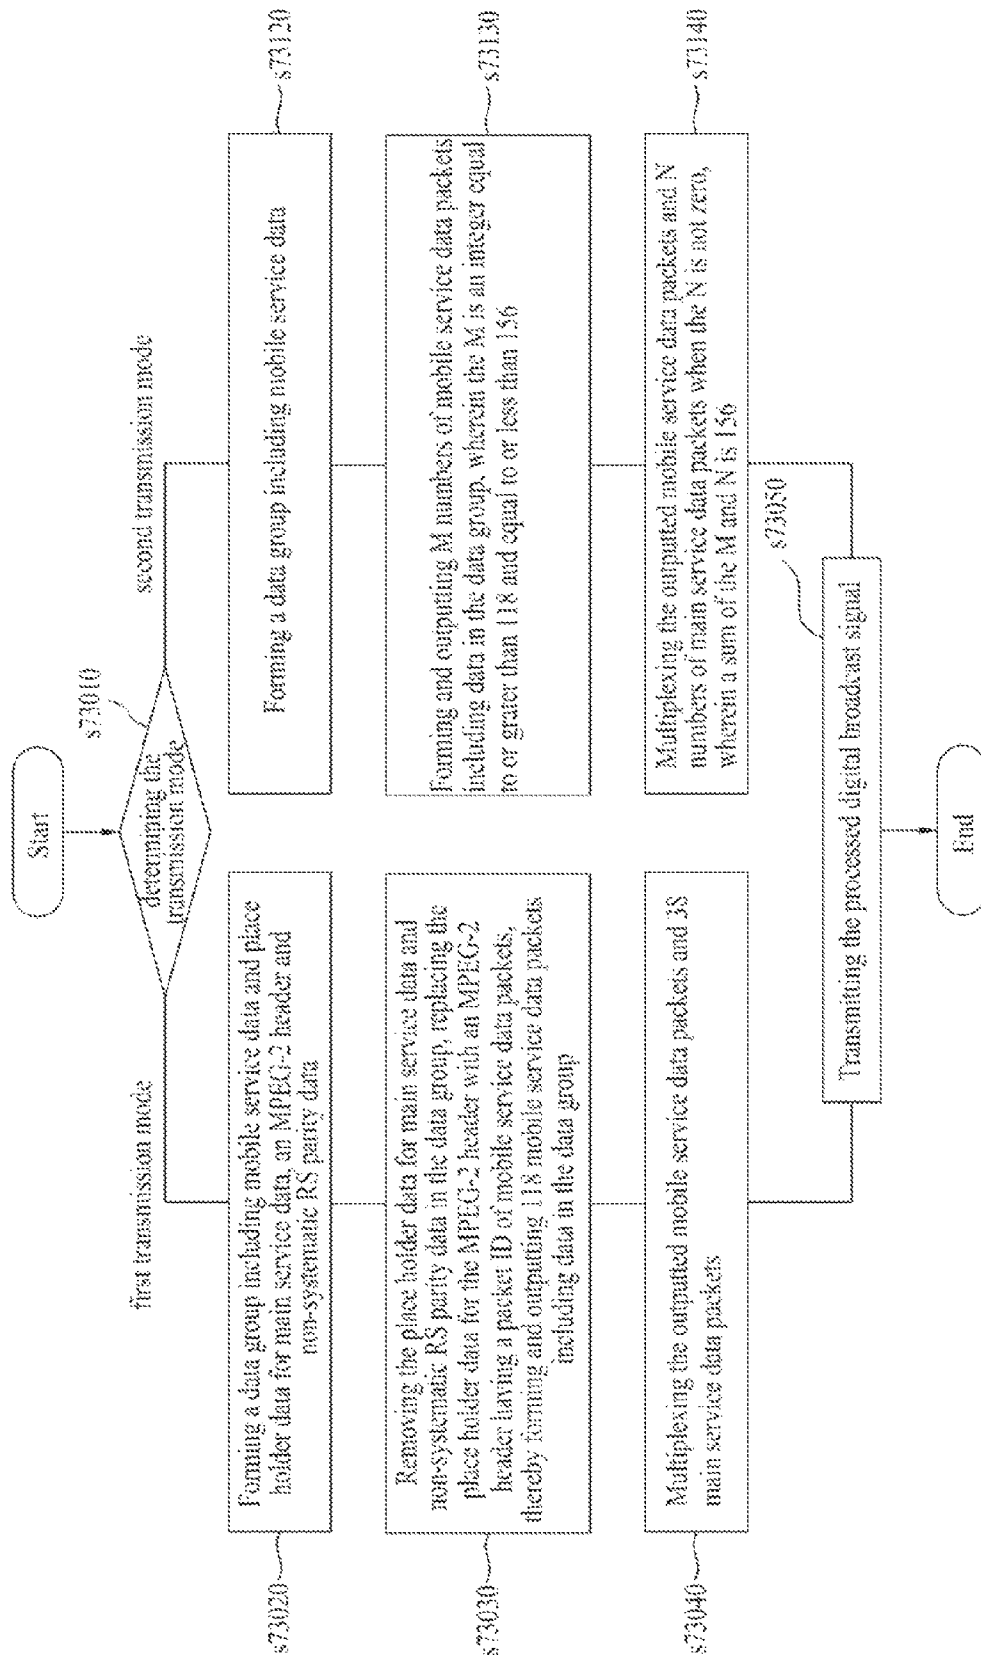 Start
determining the
transmission mode
s73010
first transmission mode
second transmission mode
Forming a data group including mobile service data and place
holder data for main service data, an MPEG-2 header and
non-systematic RS parity data
s73020
Removing the place holder data for main service data and
non-systematic RS parity data in the data group, replacing the
place holder data for the MPEG-2 header with an MPEG-2
header having a packet ID of mobile service data packets,
thereby forming and outputting 118 mobile service data packets
including data in the data group
s73030
Multiplexing the outputted mobile service data packets and 38
main service data packets
s73040
Forming a data group including mobile service data
s73120
Forming and outputting M numbers of mobile service data packets
including data in the data group, wherein the M is an integer equal
to or grater than 118 and equal to or less than 156
s73130
Multiplexing the outputed mobile service data packets and N
numbers of main service data packets when the N is not zero,
wherein a sum of the M and N is 156
s73140
Transmitting the processed digital broadcast signal
s73050
End